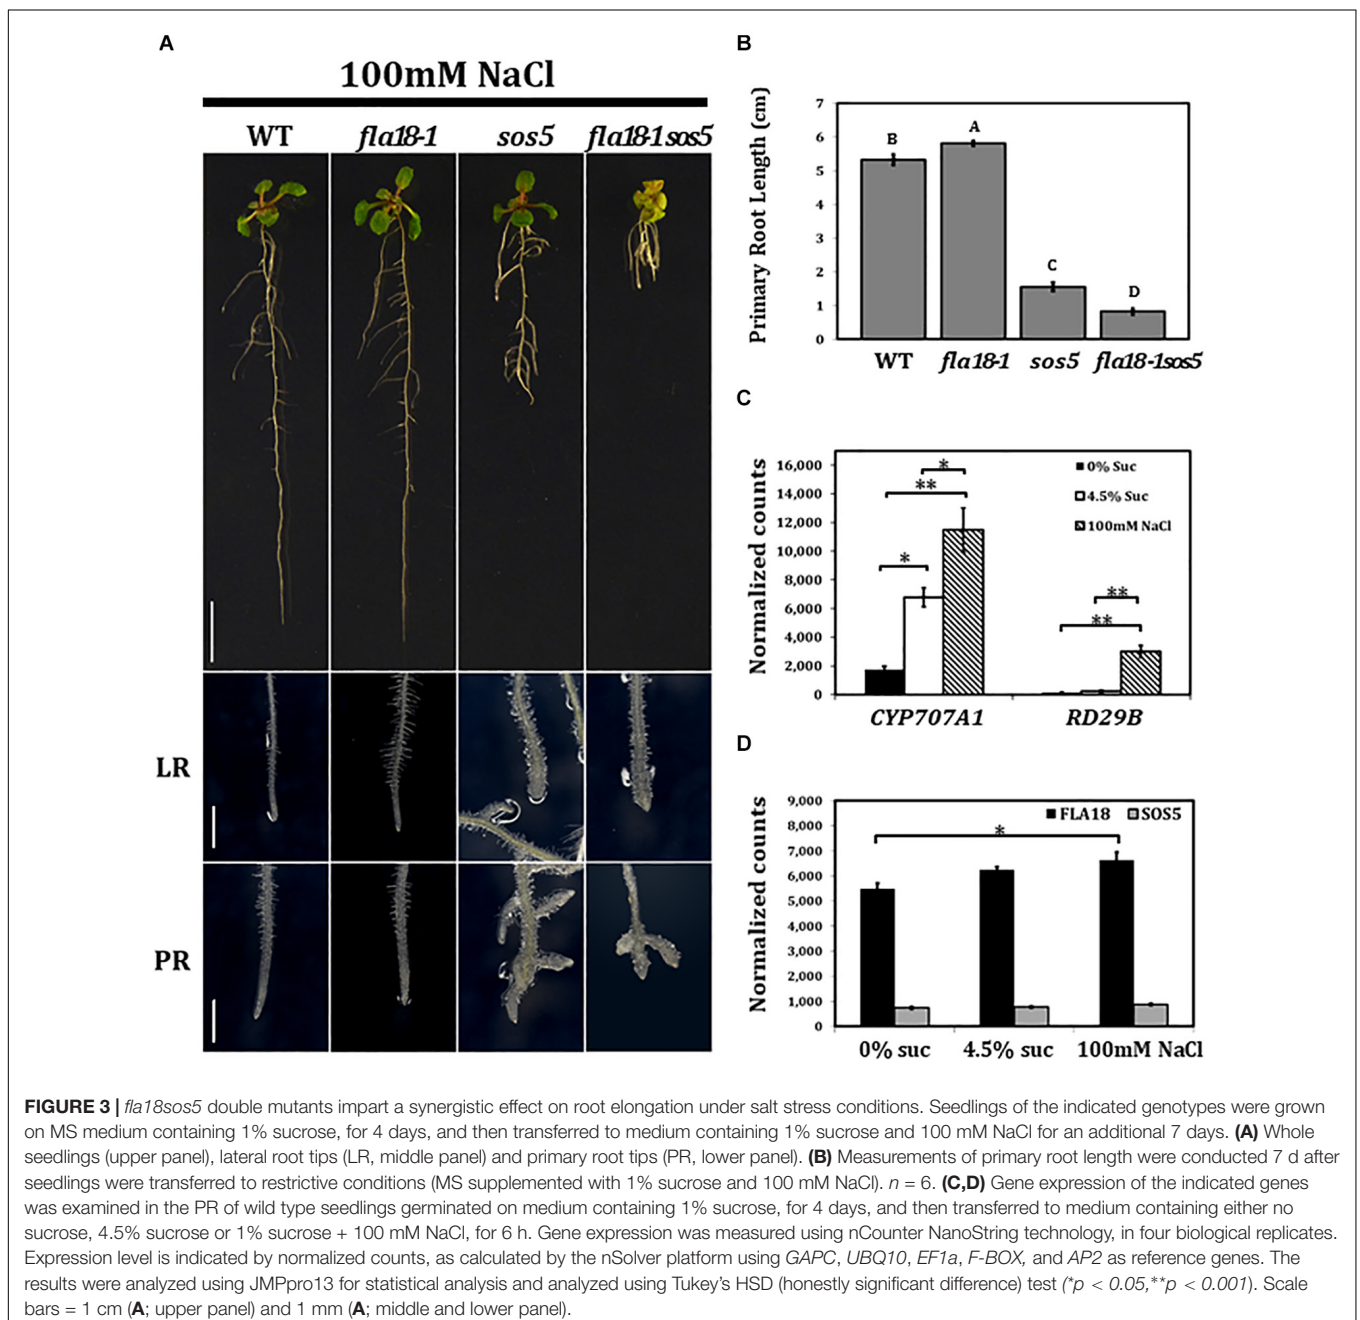 A
100mM NaCl
WT fla18-1 sos5 fla18-1sos5
LR
PR
B
Primary Root Length (cm)
7
6
5
4
3
2
1
0
B
A
C
D
WT fla18-1 sos5 fla18-1sos5
C
Normalized counts
16,000
14,000
12,000
10,000
8,000
6,000
4,000
2,000
0
*
**
*
**
**
0% Suc
4.5% Suc
100mM NaCl
CYP707A1 RD29B
D
Normalized counts
9,000
8,000
7,000
6,000
5,000
4,000
3,000
2,000
1,000
0
FLA18 SOS5
*
0% suc 4.5% suc 100mM NaCl
FIGURE 3 | fla18sos5 double mutants impart a synergistic effect on root elongation under salt stress conditions. Seedlings of the indicated genotypes were grown
on MS medium containing 1% sucrose, for 4 days, and then transferred to medium containing 1% sucrose and 100 mM NaCl for an additional 7 days. (A) Whole
seedlings (upper panel), lateral root tips (LR, middle panel) and primary root tips (PR, lower panel). (B) Measurements of primary root length were conducted 7 d after
seedlings were transferred to restrictive conditions (MS supplemented with 1% sucrose and 100 mM NaCl). n = 6. (C,D) Gene expression of the indicated genes
was examined in the PR of wild type seedlings germinated on medium containing 1% sucrose, for 4 days, and then transferred to medium containing either no
sucrose, 4.5% sucrose or 1% sucrose + 100 mM NaCl, for 6 h. Gene expression was measured using nCounter NanoString technology, in four biological replicates.
Expression level is indicated by normalized counts, as calculated by the nSolver platform using GAPC, UBQ10, EF1a, F-BOX, and AP2 as reference genes. The
results were analyzed using JMPpro13 for statistical analysis and analyzed using Tukey's HSD (honestly significant difference) test (*p < 0.05,**p < 0.001). Scale
bars = 1 cm (A; upper panel) and 1 mm (A; middle and lower panel).